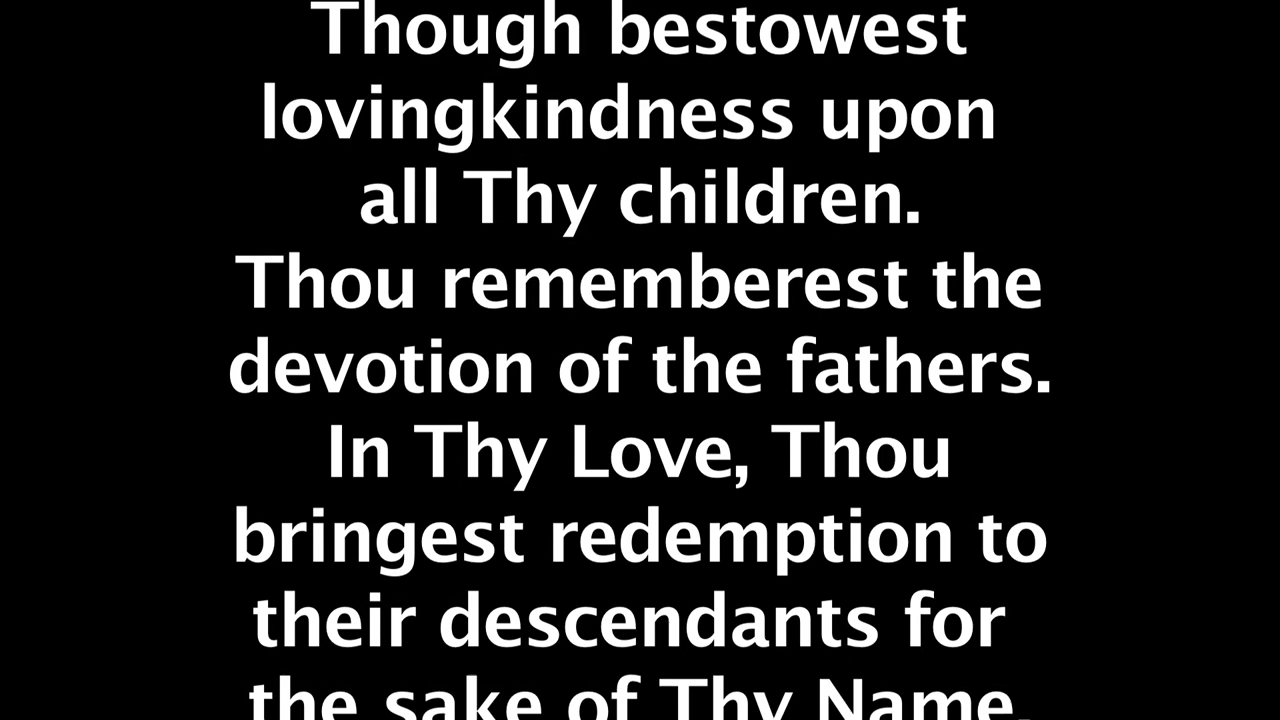 Though bestowest
lovingkindness upon
all Thy children.
Thou rememberest the
devotion of the fathers.
In Thy Love, Thou
bringest redemption to
their descendants for
the sake of Thy Name.